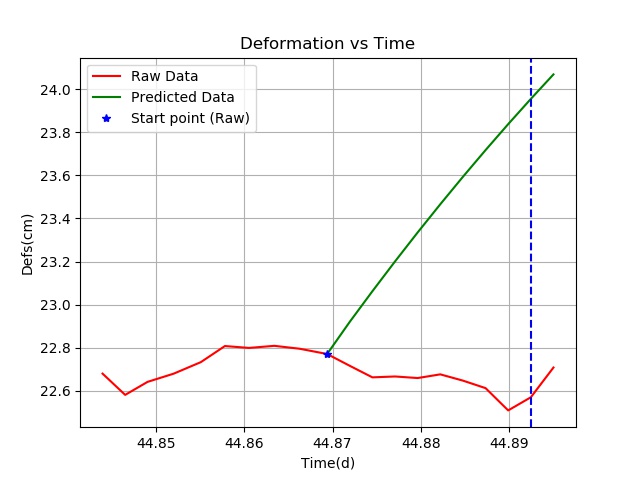 Deformation vs Time
Raw Data
Predicted Data
Start point (Raw)
Defs(cm)
24.0
23.8
23.6
23.4
23.2
23.0
22.8
22.6
44.85 44.86 44.87 44.88 44.89
Time(d)